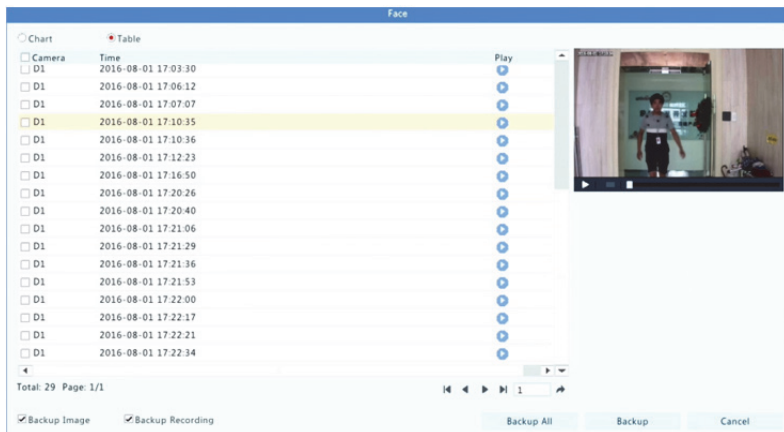 Face
Chart Table
Camera Time Play
D1 2016-08-01 17:03:30
D1 2016-08-01 17:06:12
D1 2016-08-01 17:07:07
D1 2016-08-01 17:10:35
D1 2016-08-01 17:10:36
D1 2016-08-01 17:12:23
D1 2016-08-01 17:16:50
D1 2016-08-01 17:20:26
D1 2016-08-01 17:20:40
D1 2016-08-01 17:21:06
D1 2016-08-01 17:21:29
D1 2016-08-01 17:21:36
D1 2016-08-01 17:21:53
D1 2016-08-01 17:22:00
D1 2016-08-01 17:22:17
D1 2016-08-01 17:22:21
D1 2016-08-01 17:22:34
Total: 29 Page: 1/1 1
Backup Image Backup Recording Backup All Backup Cancel